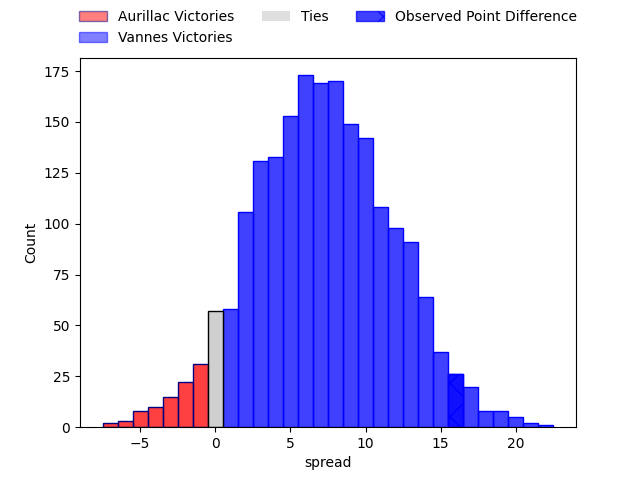 Aurillac Victories
Ties
Observed Point Difference
Vannes Victories
175
150
125
100
75
50
25
0
Count
−5
0
5
10
15
20
spread